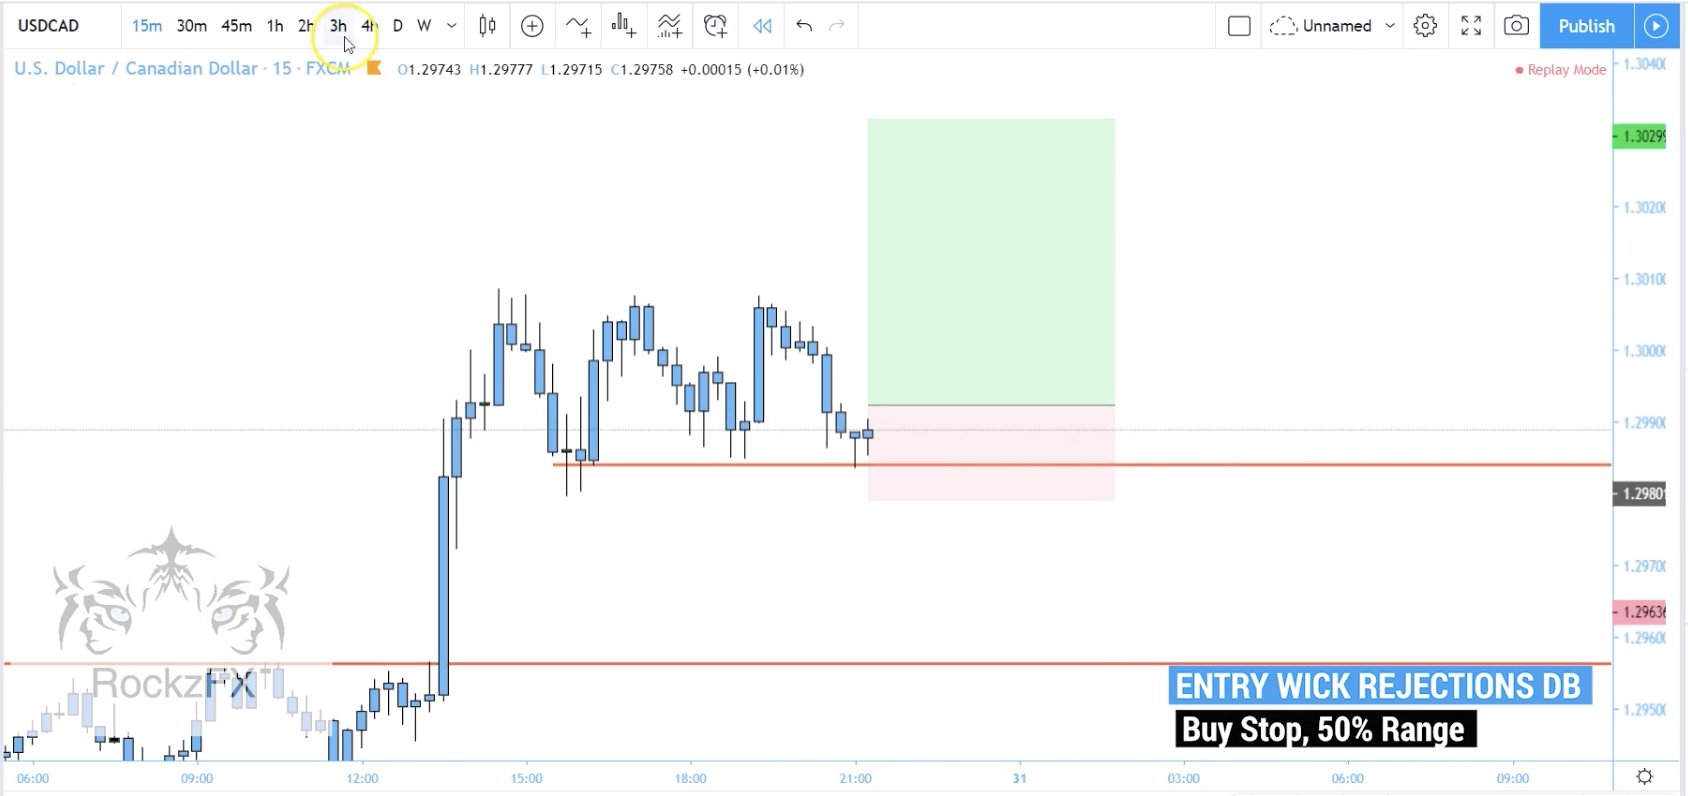 USDCAD 15m 30m 45m 1h 2h 3h 4h D W Unnamed Publish
U.S. Dollar / Canadian Dollar · 15 · FXCM O1.29743 H1.29777 L1.29715 C1.29758 +0.00015 (+0.01%)
Replay Mode
1.3040
1.30299
1.3020
1.3010
1.3000
1.2990
1.2980
1.2970
1.29636
1.2960
1.2950
RockzFX
ENTRY WICK REJECTIONS DB
Buy Stop, 50% Range
06:00 09:00 12:00 15:00 18:00 21:00 31 03:00 06:00 09:00